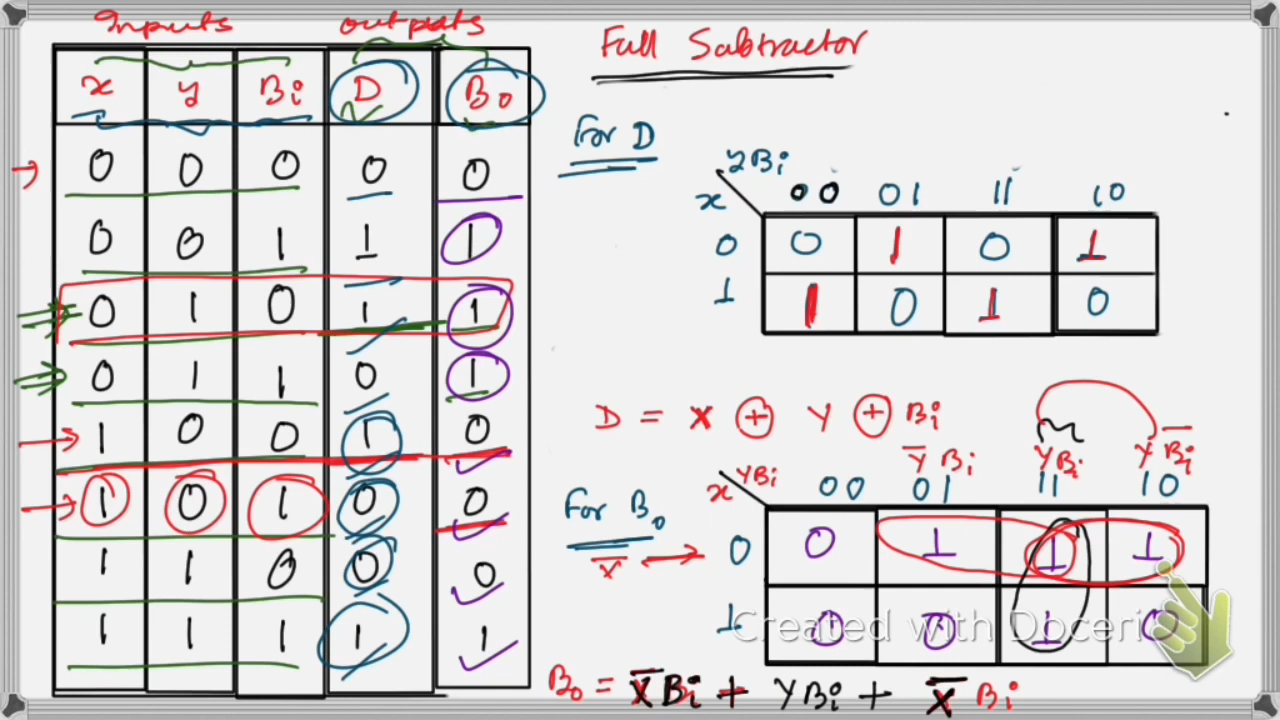 Inputs outputs
x y Bi D Bo
0 0 0 0 0
0 0 1 1 1
0 1 0 1 1
0 1 1 0 1
1 0 0 1 0
1 0 1 0 0
1 1 0 0 0
1 1 1 1 1
Full Subtractor
For D
YBi
x 00 01 11 10
0 0 1 0 1
1 1 0 1 0
D = X ⊕ Y ⊕ Bi
Y̅ Bi YBi Y B̅i
x YBi 00 01 11 10
For Bo
X̅ → 0 0 1 1 1
1 0 0 1 0
Created with Doceri
Bo = X̅ Bi + YBi + X̅ Bi